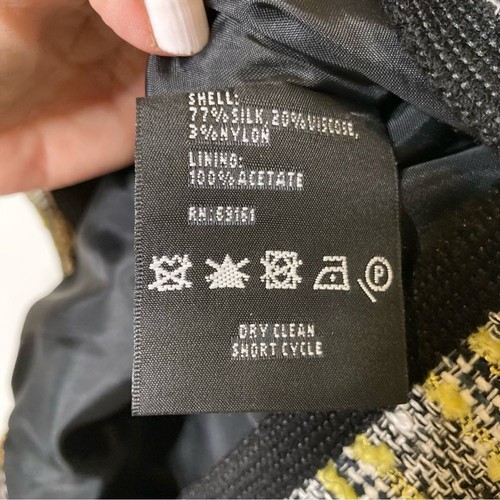 SHELL:
77% SILK, 20% VISCOSE,
3% NYLON
LINING:
100% ACETATE
RN: 63161
P
DRY CLEAN
SHORT CYCLE